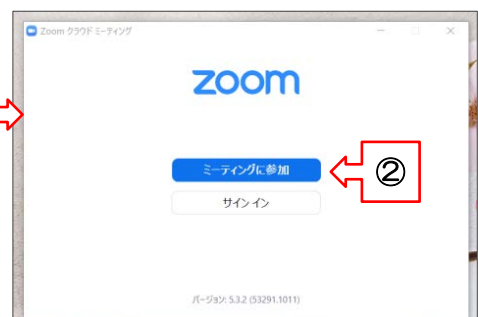 Zoom クラウド ミーティング
zoom
ミーティングに参加
②
サイン イン
バージョン: 5.3.2 (53291.1011)